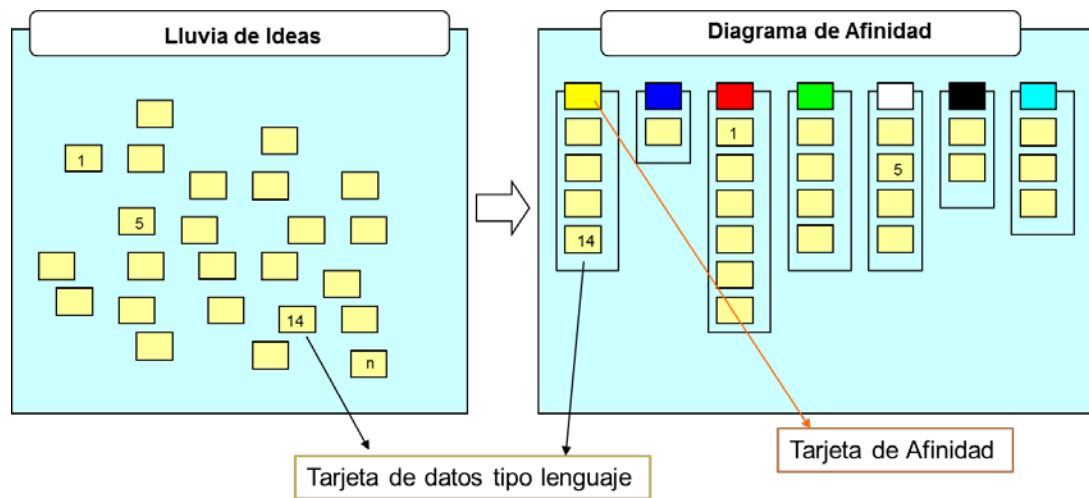 Lluvia de Ideas
1
5
14
n
Diagrama de Afinidad
1
5
14
Tarjeta de Afinidad
Tarjeta de datos tipo lenguaje